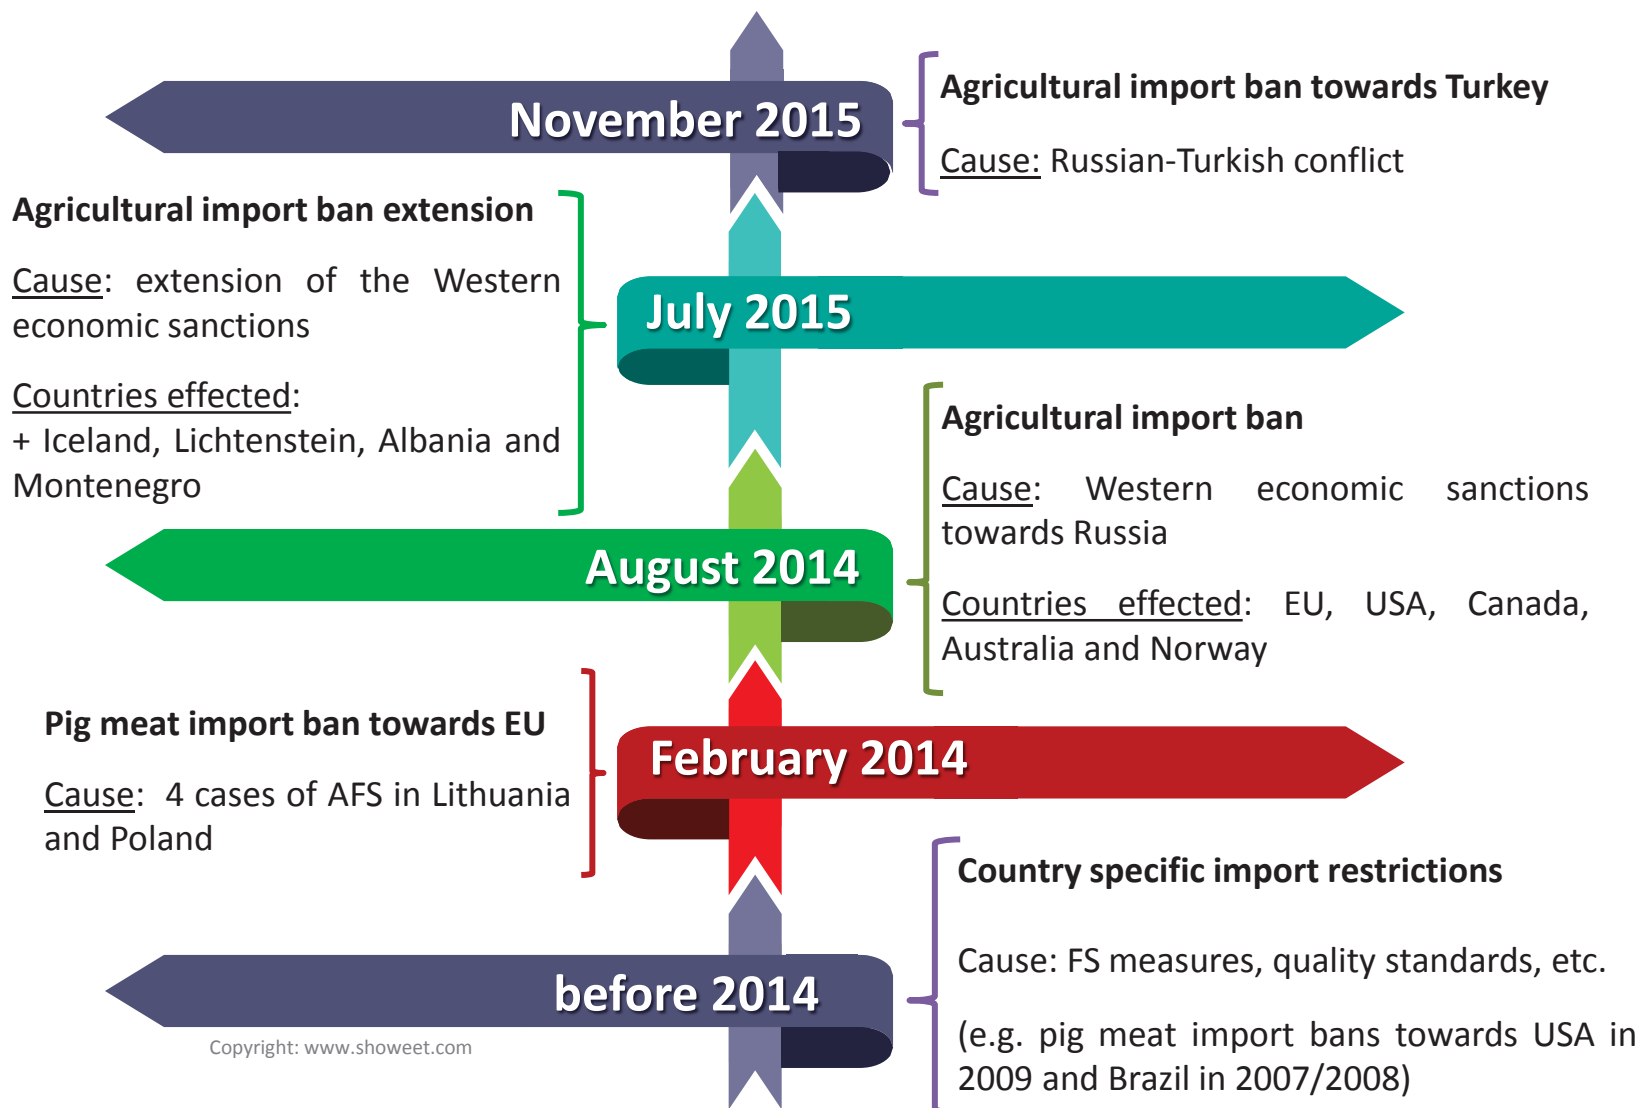 November 2015
Agricultural import ban towards Turkey
Cause: Russian-Turkish conflict
Agricultural import ban extension
Cause: extension of the Western
economic sanctions
Countries effected:
+ Iceland, Lichtenstein, Albania and
Montenegro
July 2015
Agricultural import ban
Cause: Western economic sanctions
towards Russia
Countries effected: EU, USA, Canada,
Australia and Norway
August 2014
Pig meat import ban towards EU
Cause: 4 cases of AFS in Lithuania
and Poland
February 2014
Country specific import restrictions
Cause: FS measures, quality standards, etc.
(e.g. pig meat import bans towards USA in
2009 and Brazil in 2007/2008)
before 2014
Copyright: www.showeet.com